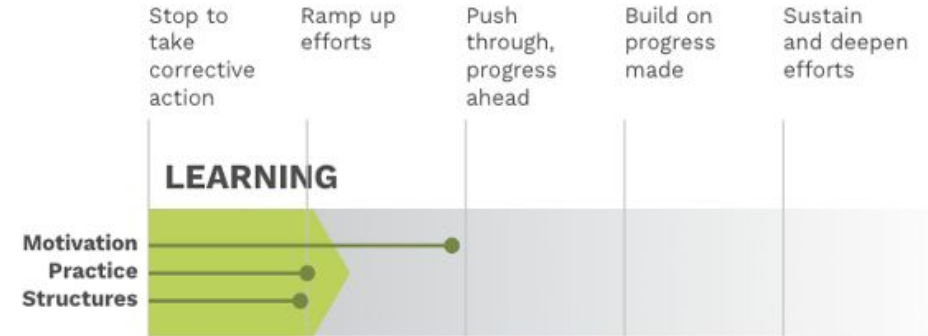 Stop to
take
corrective
action
Ramp up
efforts
Push
through,
progress
ahead
Build on
progress
made
Sustain
and deepen
efforts
LEARNING
Motivation
Practice
Structures